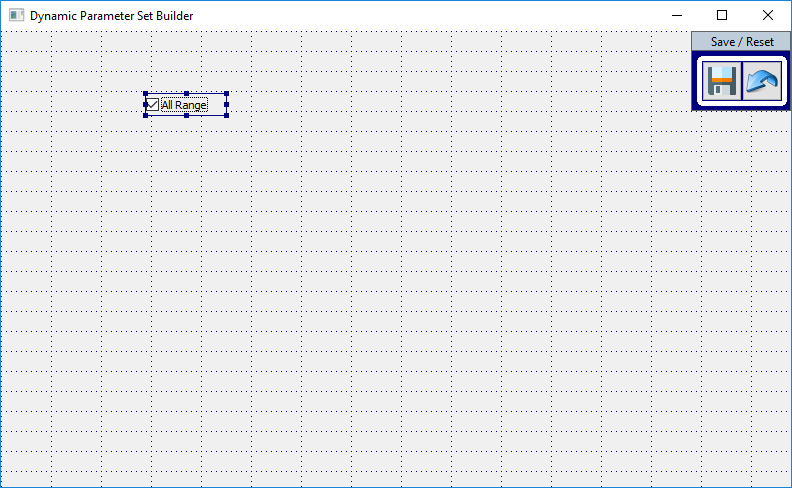 Dynamic Parameter Set Builder
Save / Reset
All Range